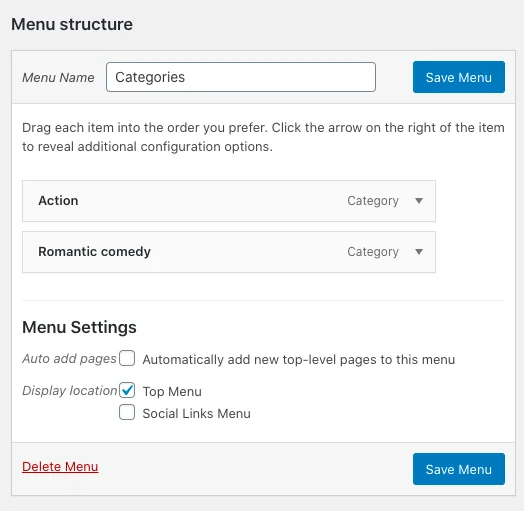 Menu structure
Menu Name Categories Save Menu
Drag each item into the order you prefer. Click the arrow on the right of the item
to reveal additional configuration options.
Action Category
Romantic comedy Category
Menu Settings
Auto add pages Automatically add new top-level pages to this menu
Display location Top Menu
Social Links Menu
Delete Menu Save Menu